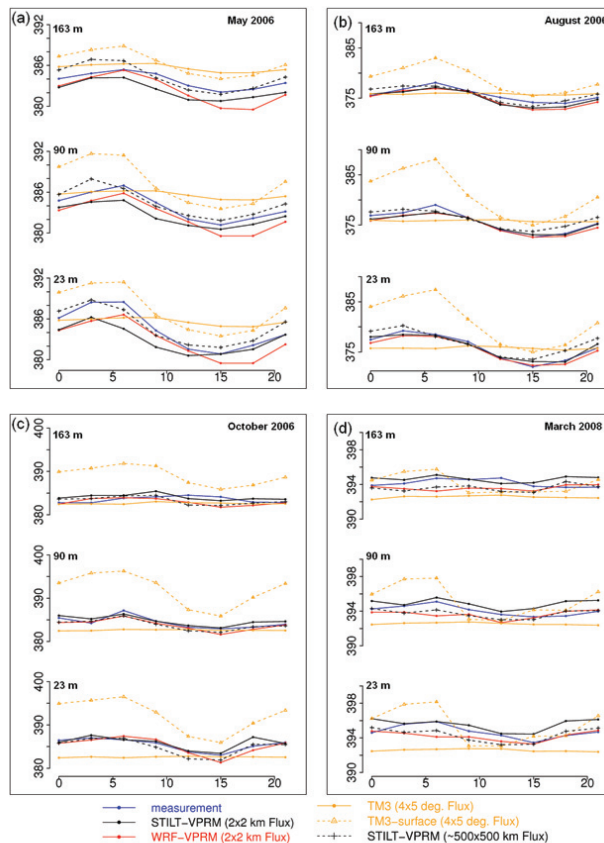 (a) May 2006
163 m
392
386
380
90 m
392
386
380
23 m
392
386
380
0 5 10 15 20
(b) August 2006
163 m
385
375
90 m
385
375
23 m
385
375
0 5 10 15 20
(c) October 2006
163 m
400
390
380
90 m
400
390
380
23 m
400
390
380
0 5 10 15 20
(d) March 2008
163 m
398
394
390
90 m
398
394
390
23 m
398
394
390
0 5 10 15 20
measurement
STILT-VPRM (2x2 km Flux)
WRF-VPRM (2x2 km Flux)
TM3 (4x5 deg. Flux)
TM3-surface (4x5 deg. Flux)
STILT-VPRM (~500x500 km Flux)